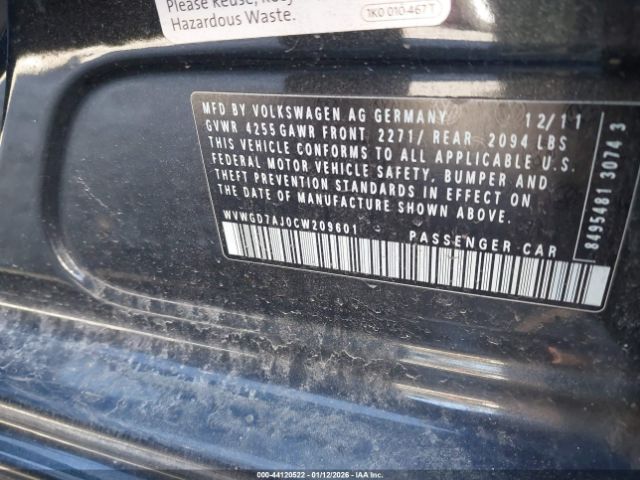 Please Reuse,
Hazardous Waste.
1K0 010 467 T
MFD BY VOLKSWAGEN AG GERMANY 12/11
GVWR 4255 GAWR FRONT 2271/ REAR 2094 LBS
THIS VEHICLE CONFORMS TO ALL APPLICABLE U.S.
FEDERAL MOTOR VEHICLE SAFETY, BUMPER AND
THEFT PREVENTION STANDARDS IN EFFECT ON
THE DATE OF MANUFACTURE SHOWN ABOVE.
WVWGD7AJ0CW209601 PASSENGER CAR
8495481 3074 3
000-44120522 - 01/12/2026 - IAA Inc.